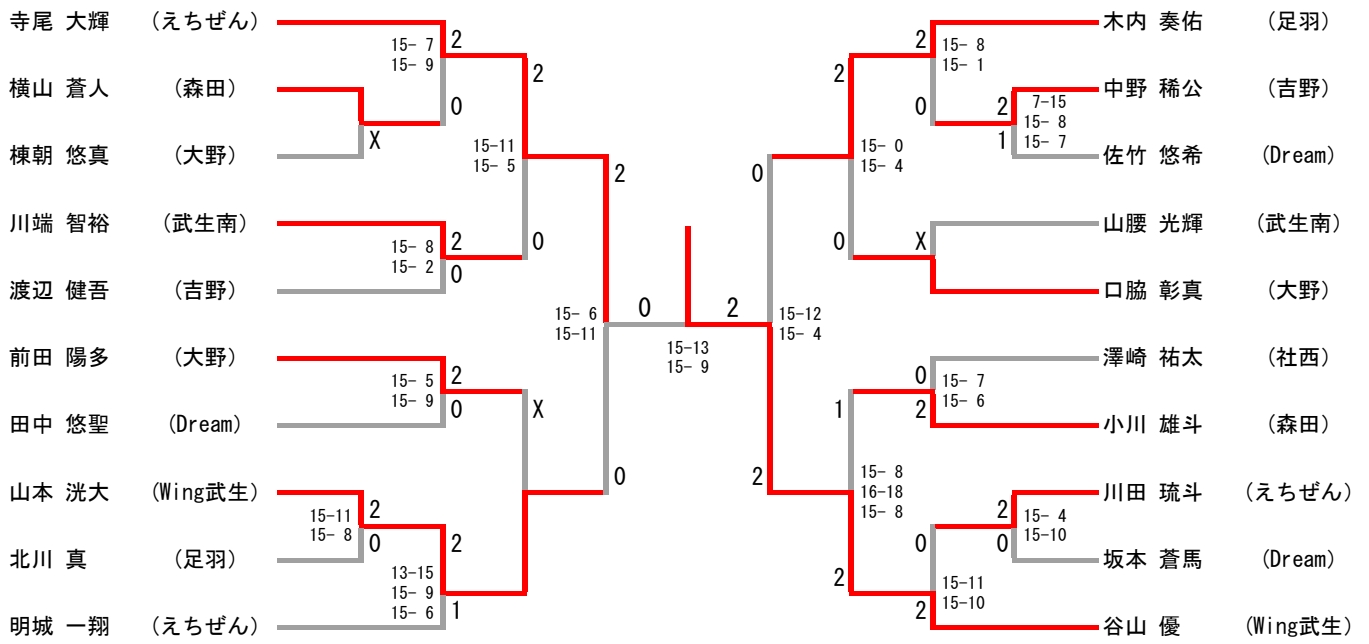 寺尾 大輝 (えちぜん)
横山 蒼人 (森田)
棟朝 悠真 (大野)
川端 智裕 (武生南)
渡辺 健吾 (吉野)
前田 陽多 (大野)
田中 悠聖 (Dream)
山本 洸大 (Wing武生)
北川 真 (足羽)
明城 一翔 (えちぜん)
15- 7
15- 9
2
0
X
15- 8
15- 2
2
0
15- 5
15- 9
2
0
15-11
15- 8
2
0
13-15
15- 9
15- 6
2
1
15-11
15- 5
2
0
X
15- 6
15-11
2
0
0
2
15-13
15- 9
15-12
15- 4
0
2
15- 0
15- 4
2
0
15- 8
16-18
15- 8
1
2
15- 8
15- 1
2
0
7-15
15- 8
15- 7
2
1
X
15- 7
15- 6
0
2
15- 4
15-10
2
0
15-11
15-10
0
2
木内 奏佑 (足羽)
中野 稀公 (吉野)
佐竹 悠希 (Dream)
山腰 光輝 (武生南)
口脇 彰真 (大野)
澤崎 祐太 (社西)
小川 雄斗 (森田)
川田 琉斗 (えちぜん)
坂本 蒼馬 (Dream)
谷山 優 (Wing武生)